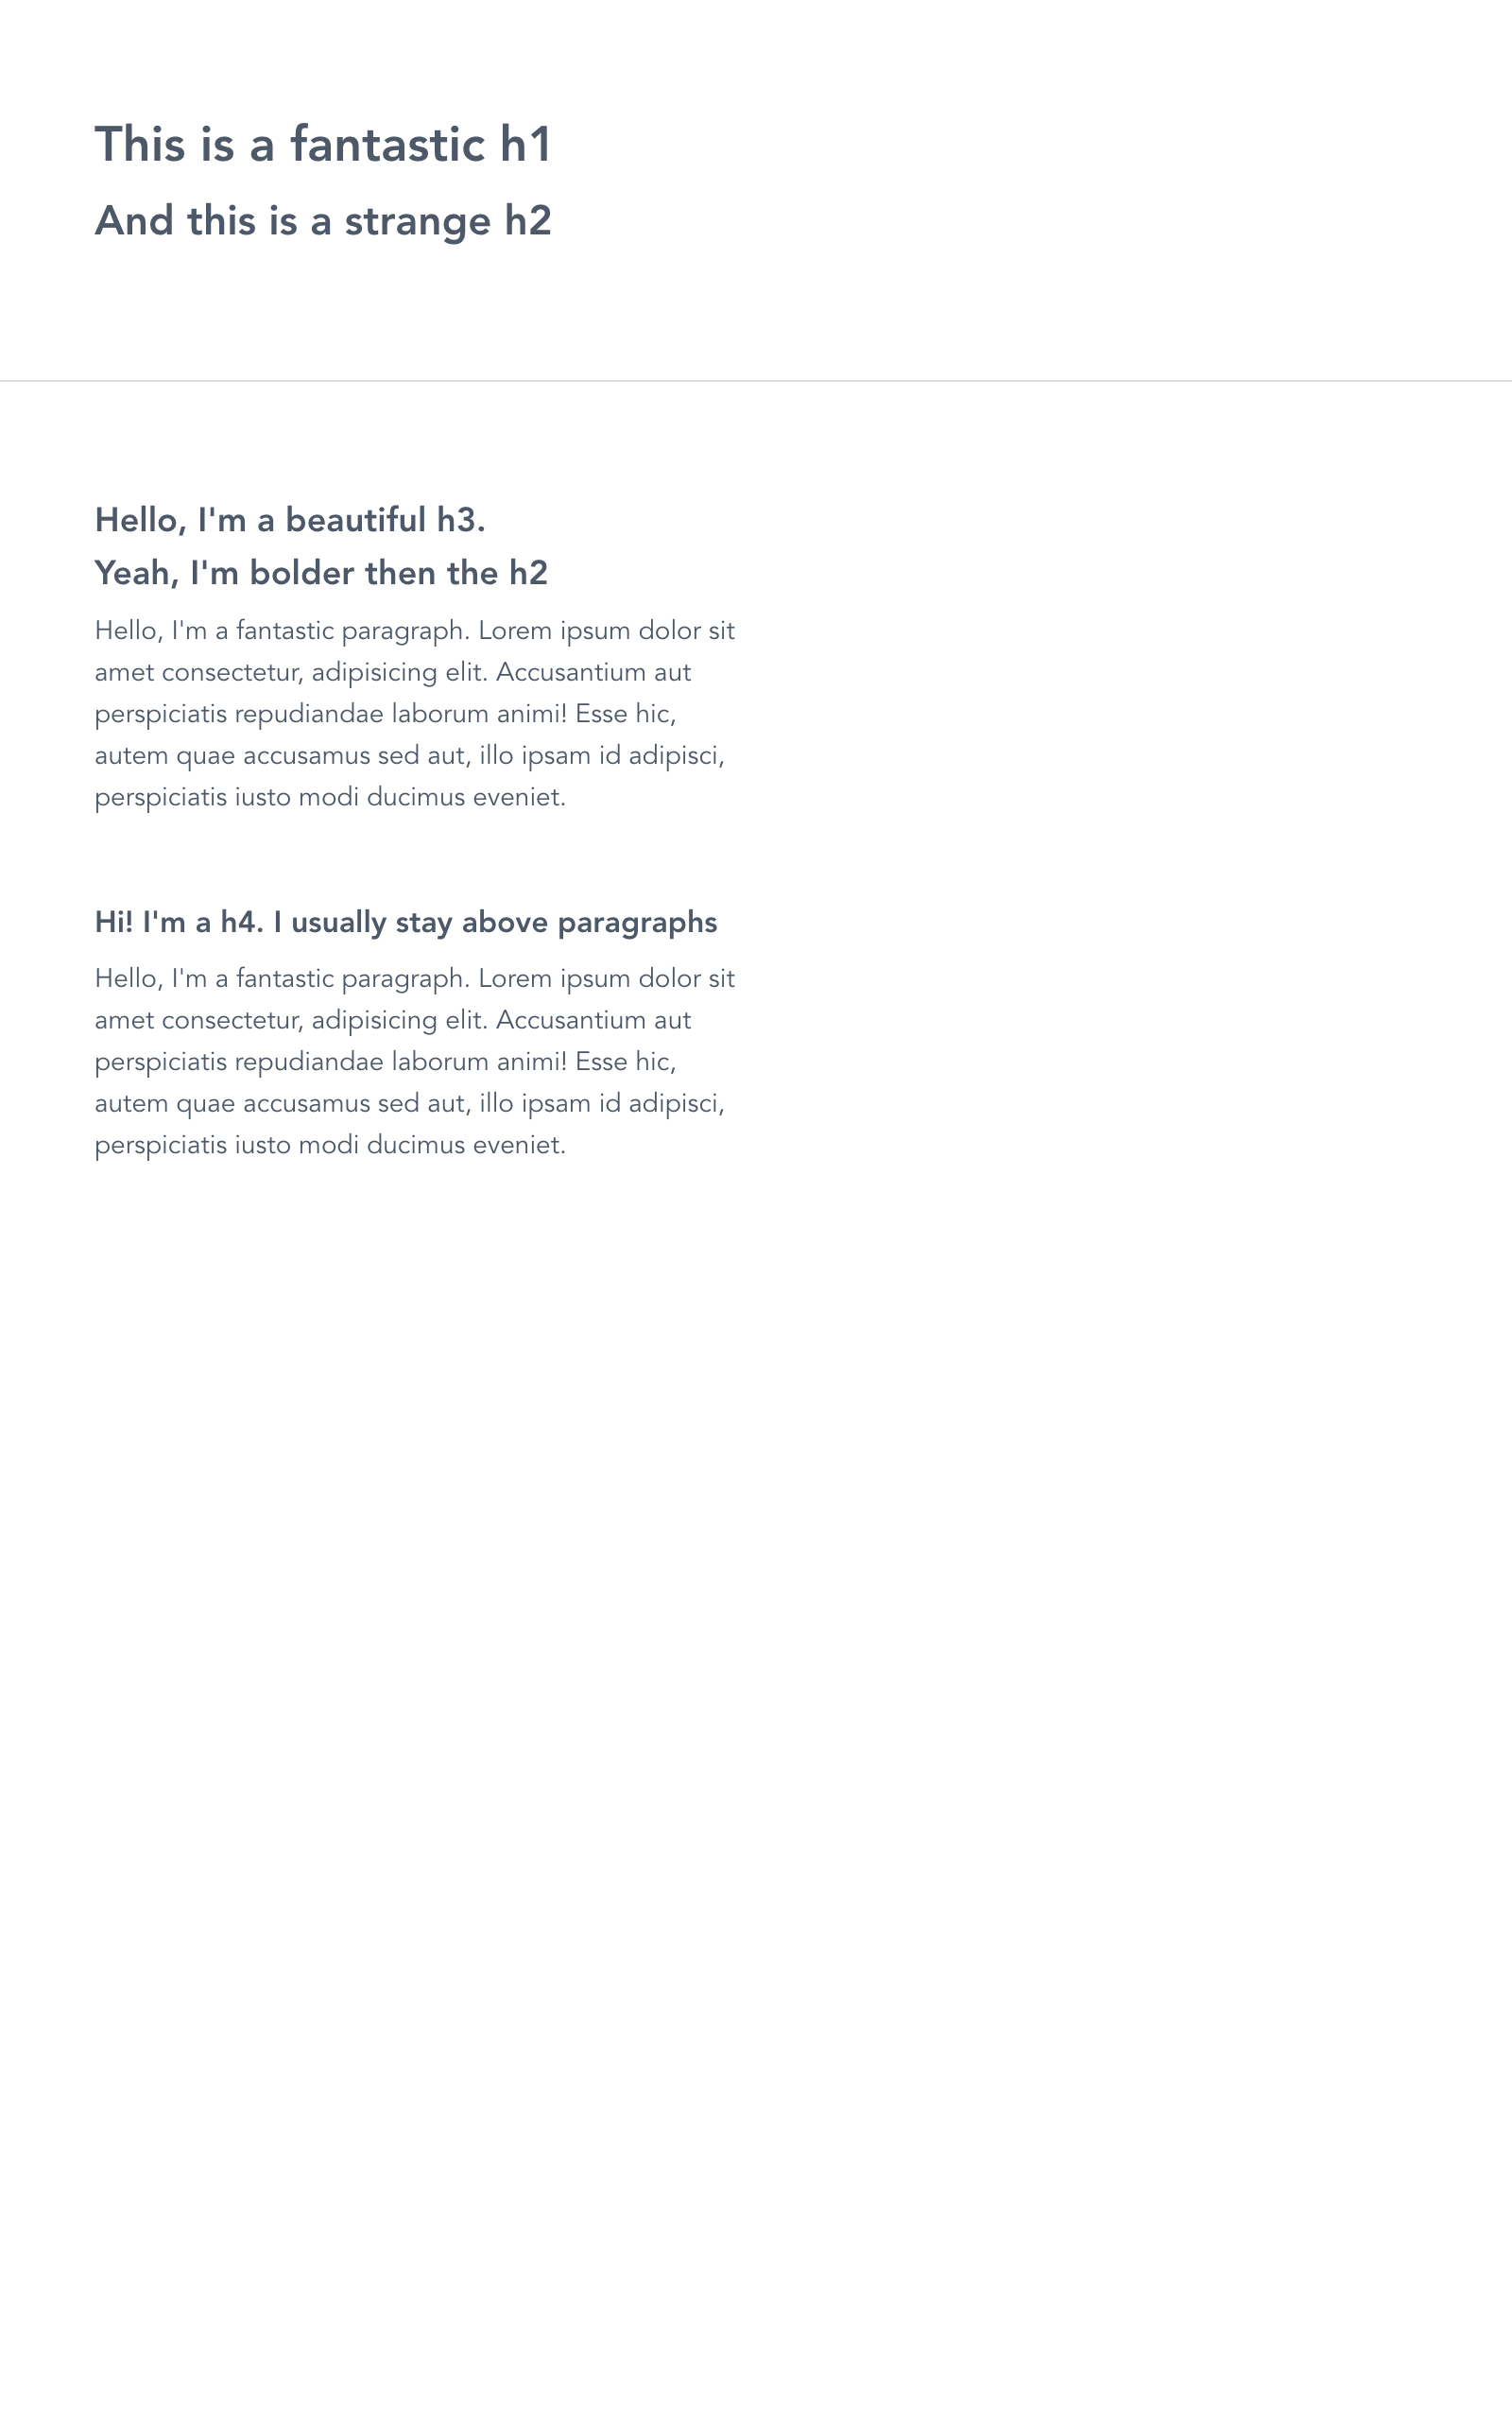 This is a fantastic h1
And this is a strange h2
Hello, I'm a beautiful h3.
Yeah, I'm bolder then the h2
Hello, I'm a fantastic paragraph. Lorem ipsum dolor sit
amet consectetur, adipisicing elit. Accusantium aut
perspiciatis repudiandae laborum animi! Esse hic,
autem quae accusamus sed aut, illo ipsam id adipisci,
perspiciatis iusto modi ducimus eveniet.
Hi! I'm a h4. I usually stay above paragraphs
Hello, I'm a fantastic paragraph. Lorem ipsum dolor sit
amet consectetur, adipisicing elit. Accusantium aut
perspiciatis repudiandae laborum animi! Esse hic,
autem quae accusamus sed aut, illo ipsam id adipisci,
perspiciatis iusto modi ducimus eveniet.